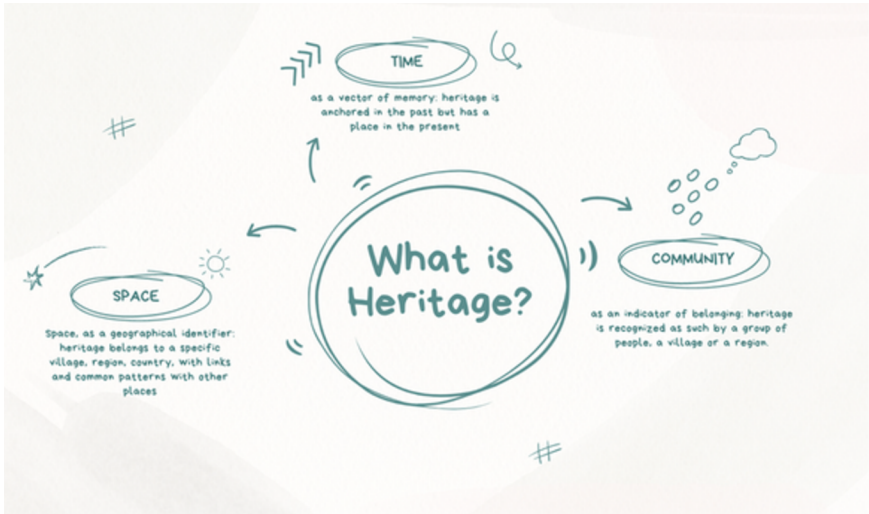 TIME
as a vector of memory: heritage is
anchored in the past but has a
place in the present
What is
Heritage?
COMMUNITY
as an indicator of belonging: heritage
is recognized as such by a group of
people, a village or a region.
SPACE
Space, as a geographical identifier:
heritage belongs to a specific
village, region, country, with links
and common patterns with other
places